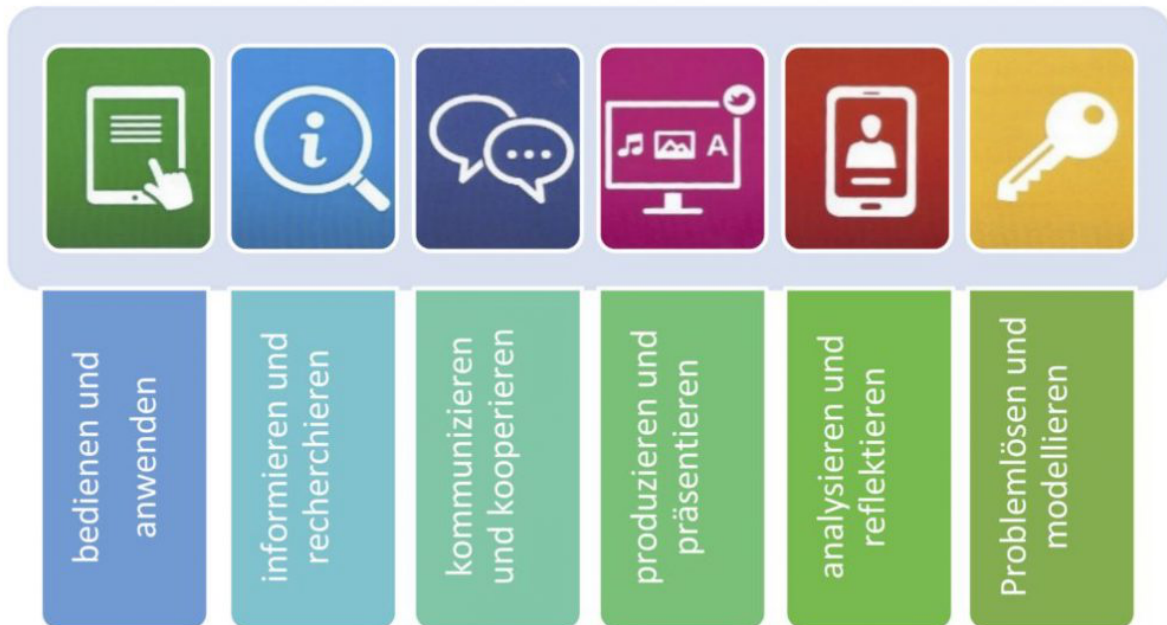 i
A
bedienen und
anwenden
informieren und
recherchieren
kommunizieren
und kooperieren
produzieren und
präsentieren
analysieren und
reflektieren
Problemlösen und
modellieren